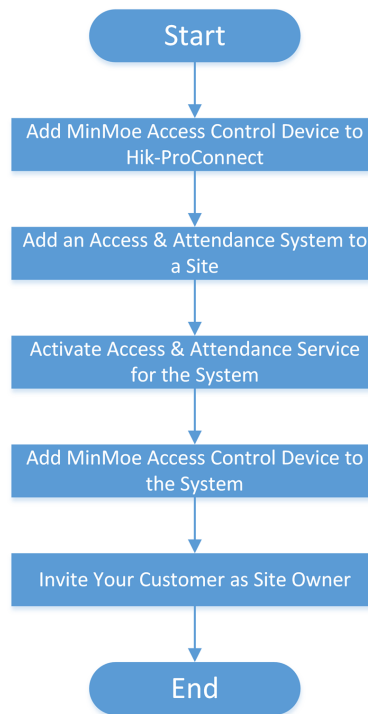 Start
Add MinMoe Access Control Device to
Hik-ProConnect
Add an Access & Attendance System to
a Site
Activate Access & Attendance Service
for the System
Add MinMoe Access Control Device to
the System
Invite Your Customer as Site Owner
End